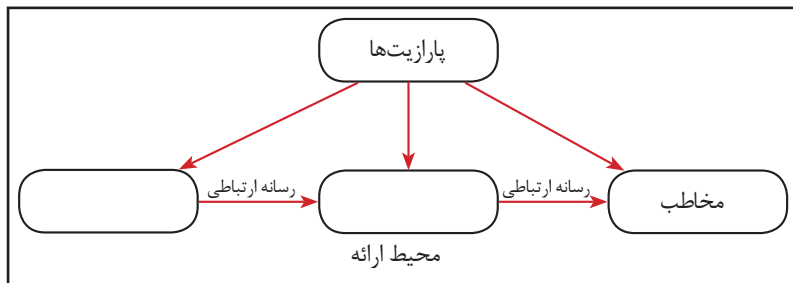 پارازیت‌ها
مخاطب
رسانه ارتباطی
رسانه ارتباطی
محیط ارائه